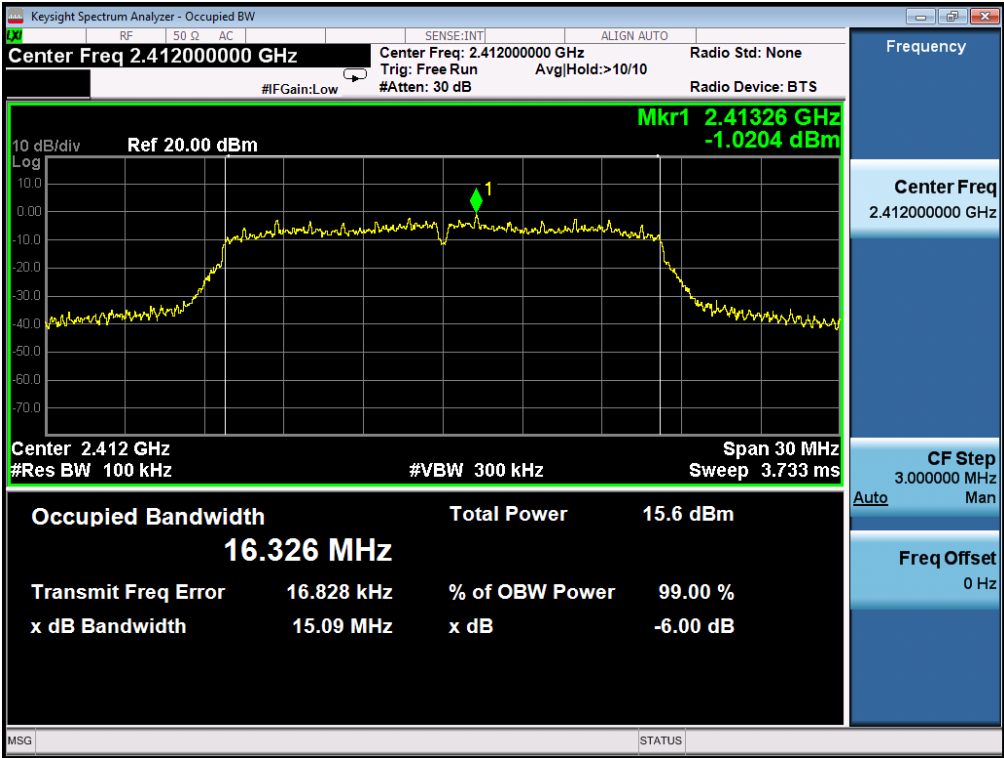 Keysight Spectrum Analyzer - Occupied BW
LXI
RF
50 Ω
AC
SENSE:INT
ALIGN AUTO
Center Freq 2.412000000 GHz
Center Freq: 2.412000000 GHz
Radio Std: None
Trig: Free Run
Avg|Hold:>10/10
#IFGain:Low
#Atten: 30 dB
Radio Device: BTS
Mkr1 2.41326 GHz
-1.0204 dBm
10 dB/div
Ref 20.00 dBm
Log
10.0
0.00
-10.0
-20.0
-30.0
-40.0
-50.0
-60.0
-70.0
1
Center 2.412 GHz
Span 30 MHz
#Res BW 100 kHz
#VBW 300 kHz
Sweep 3.733 ms
Occupied Bandwidth
16.326 MHz
Total Power
15.6 dBm
Transmit Freq Error
16.828 kHz
% of OBW Power
99.00 %
x dB Bandwidth
15.09 MHz
x dB
-6.00 dB
Frequency
Center Freq
2.412000000 GHz
CF Step
3.000000 MHz
Auto
Man
Freq Offset
0 Hz
MSG
STATUS